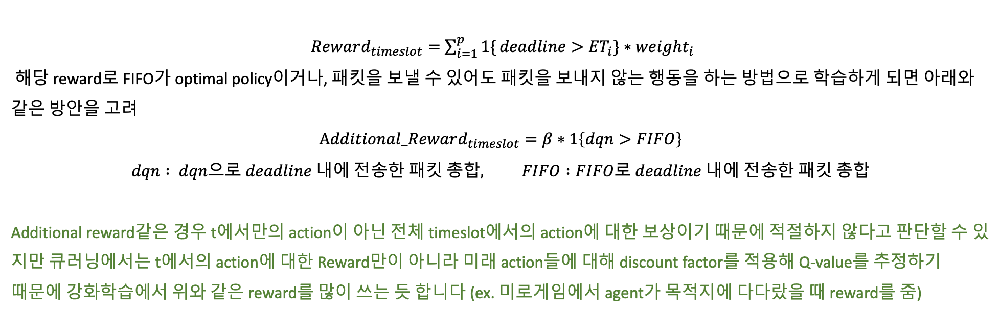 Reward_{timeslot} = ∑_{i=1}^{p} 1{ deadline > ET_i} * weight_i
해당 reward로 FIFO가 optimal policy이거나, 패킷을 보낼 수 있어도 패킷을 보내지 않는 행동을 하는 방법으로 학습하게 되면 아래와
같은 방안을 고려
Additional_Reward_{timeslot} = β * 1{dqn > FIFO}
dqn : dqn으로 deadline 내에 전송한 패킷 총합, FIFO : FIFO로 deadline 내에 전송한 패킷 총합
Additional reward같은 경우 t에서만의 action이 아닌 전체 timeslot에서의 action에 대한 보상이기 때문에 적절하지 않다고 판단할 수 있
지만 큐러닝에서는 t에서의 action에 대한 Reward만이 아니라 미래 action들에 대해 discount factor를 적용해 Q-value를 추정하기
때문에 강화학습에서 위와 같은 reward를 많이 쓰는 듯 합니다 (ex. 미로게임에서 agent가 목적지에 다다랐을 때 reward를 줌)